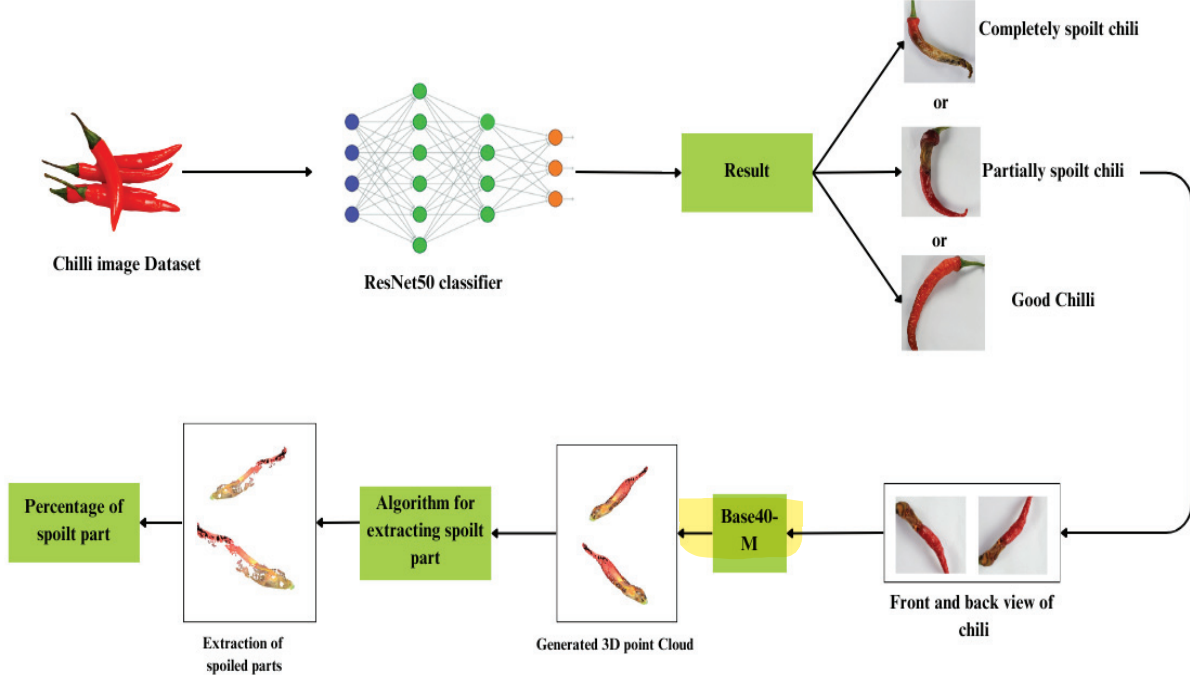 Completely spoilt chili
or
Partially spoilt chili
or
Good Chilli
Result
ResNet50 classifier
Chilli image Dataset
Front and back view of
chili
Base40-
M
Generated 3D point Cloud
Algorithm for
extracting spoilt
part
Extraction of
spoiled parts
Percentage of
spoilt part